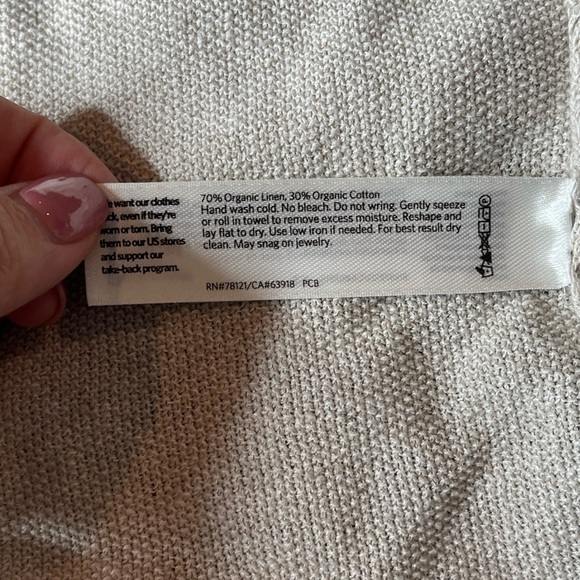 e want our clothes
ck, even if they're
worn or torn. Bring
them to our US stores
and support our
take-back program.
70% Organic Linen, 30% Organic Cotton
Hand wash cold. No bleach. Do not wring. Gently sqeeze
or roll in towel to remove excess moisture. Reshape and
lay flat to dry. Use low iron if needed. For best result dry
clean. May snag on jewelry.
RN#78121/CA#63918 PCB